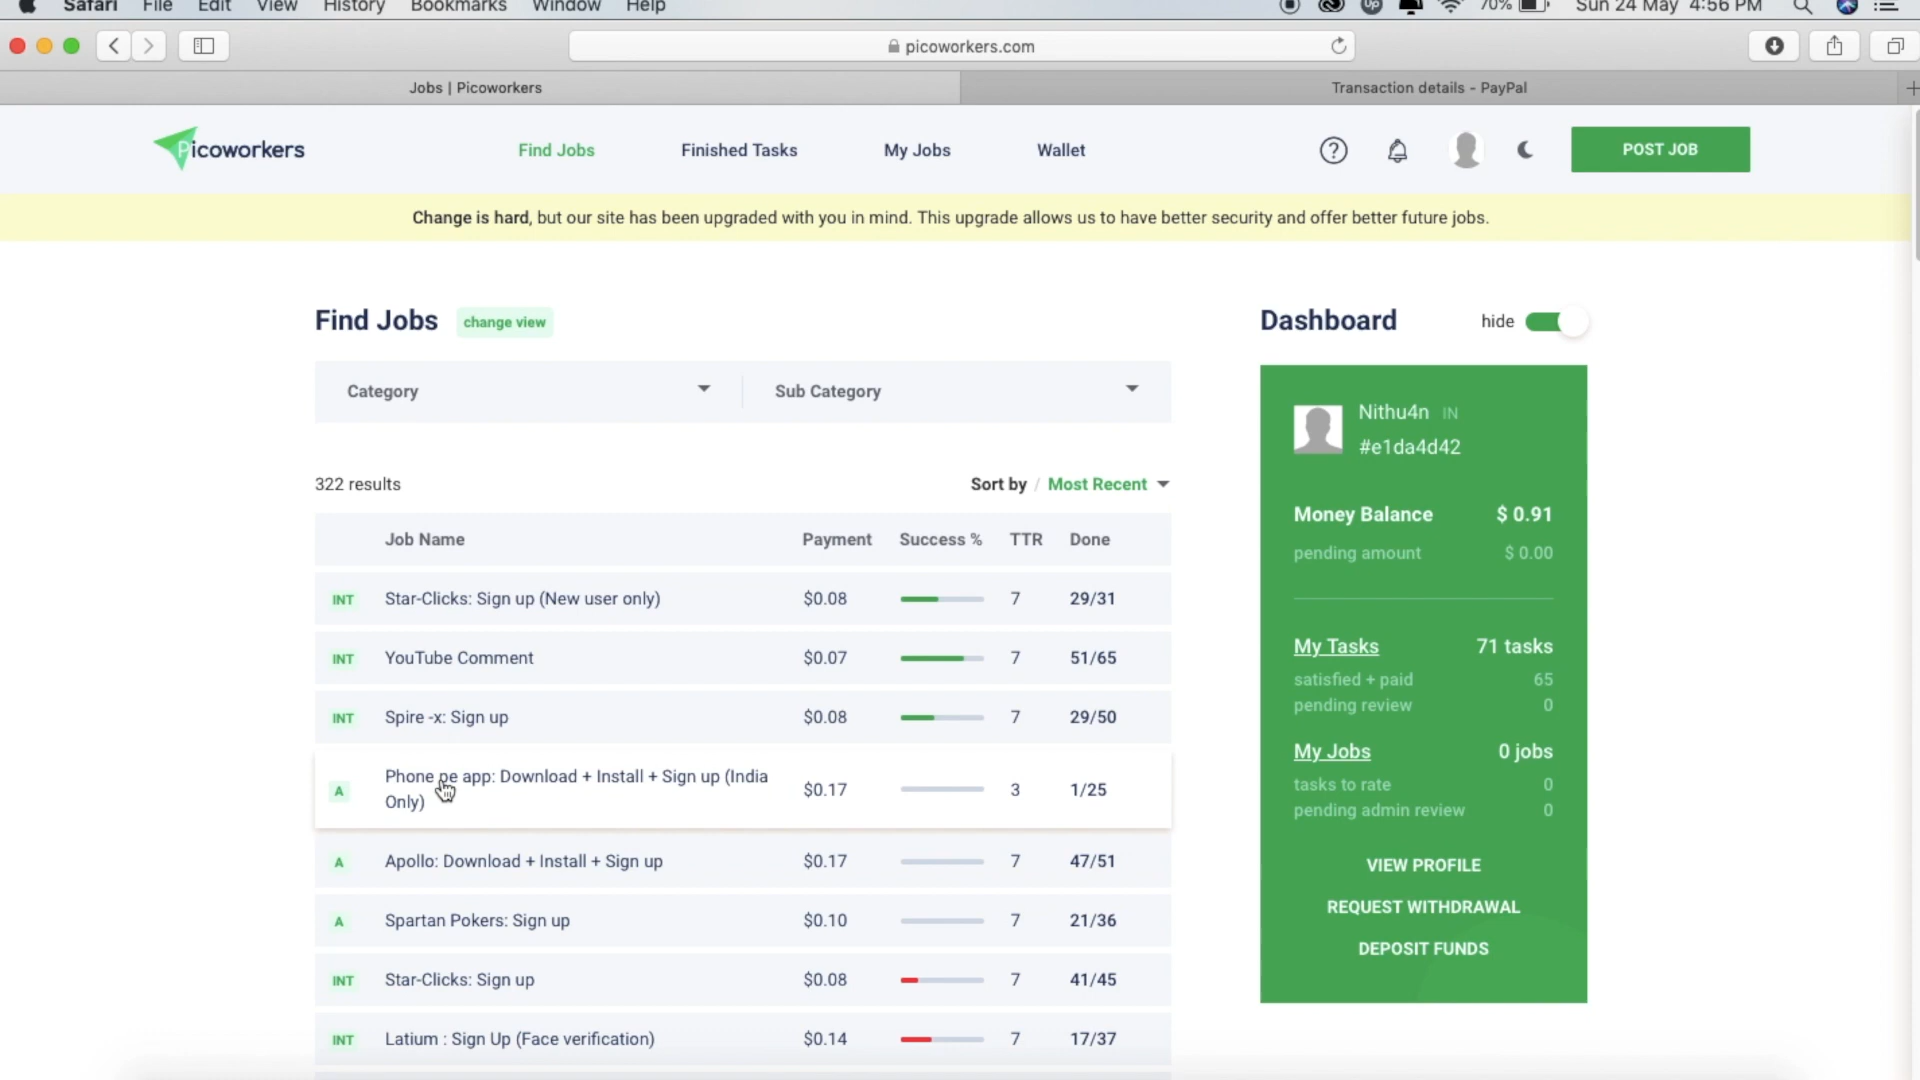 Safari File Edit View History Bookmarks Window Help 70% Sun 24 May 4:56 PM
picoworkers.com
Jobs | Picoworkers
Transaction details - PayPal
Picoworkers
Find Jobs
Finished Tasks
My Jobs
Wallet
POST JOB
Change is hard, but our site has been upgraded with you in mind. This upgrade allows us to have better security and offer better future jobs.
Find Jobs
change view
Category
Sub Category
322 results
Sort by / Most Recent
Job Name Payment Success % TTR Done
INT Star-Clicks: Sign up (New user only) $0.08 7 29/31
INT YouTube Comment $0.07 7 51/65
INT Spire -x: Sign up $0.08 7 29/50
A Phone pe app: Download + Install + Sign up (India
Only) $0.17 3 1/25
A Apollo: Download + Install + Sign up $0.17 7 47/51
A Spartan Pokers: Sign up $0.10 7 21/36
INT Star-Clicks: Sign up $0.08 7 41/45
INT Latium : Sign Up (Face verification) $0.14 7 17/37
Dashboard
hide
Nithu4n IN
#e1da4d42
Money Balance $ 0.91
pending amount $ 0.00
My Tasks 71 tasks
satisfied + paid 65
pending review 0
My Jobs 0 jobs
tasks to rate 0
pending admin review 0
VIEW PROFILE
REQUEST WITHDRAWAL
DEPOSIT FUNDS